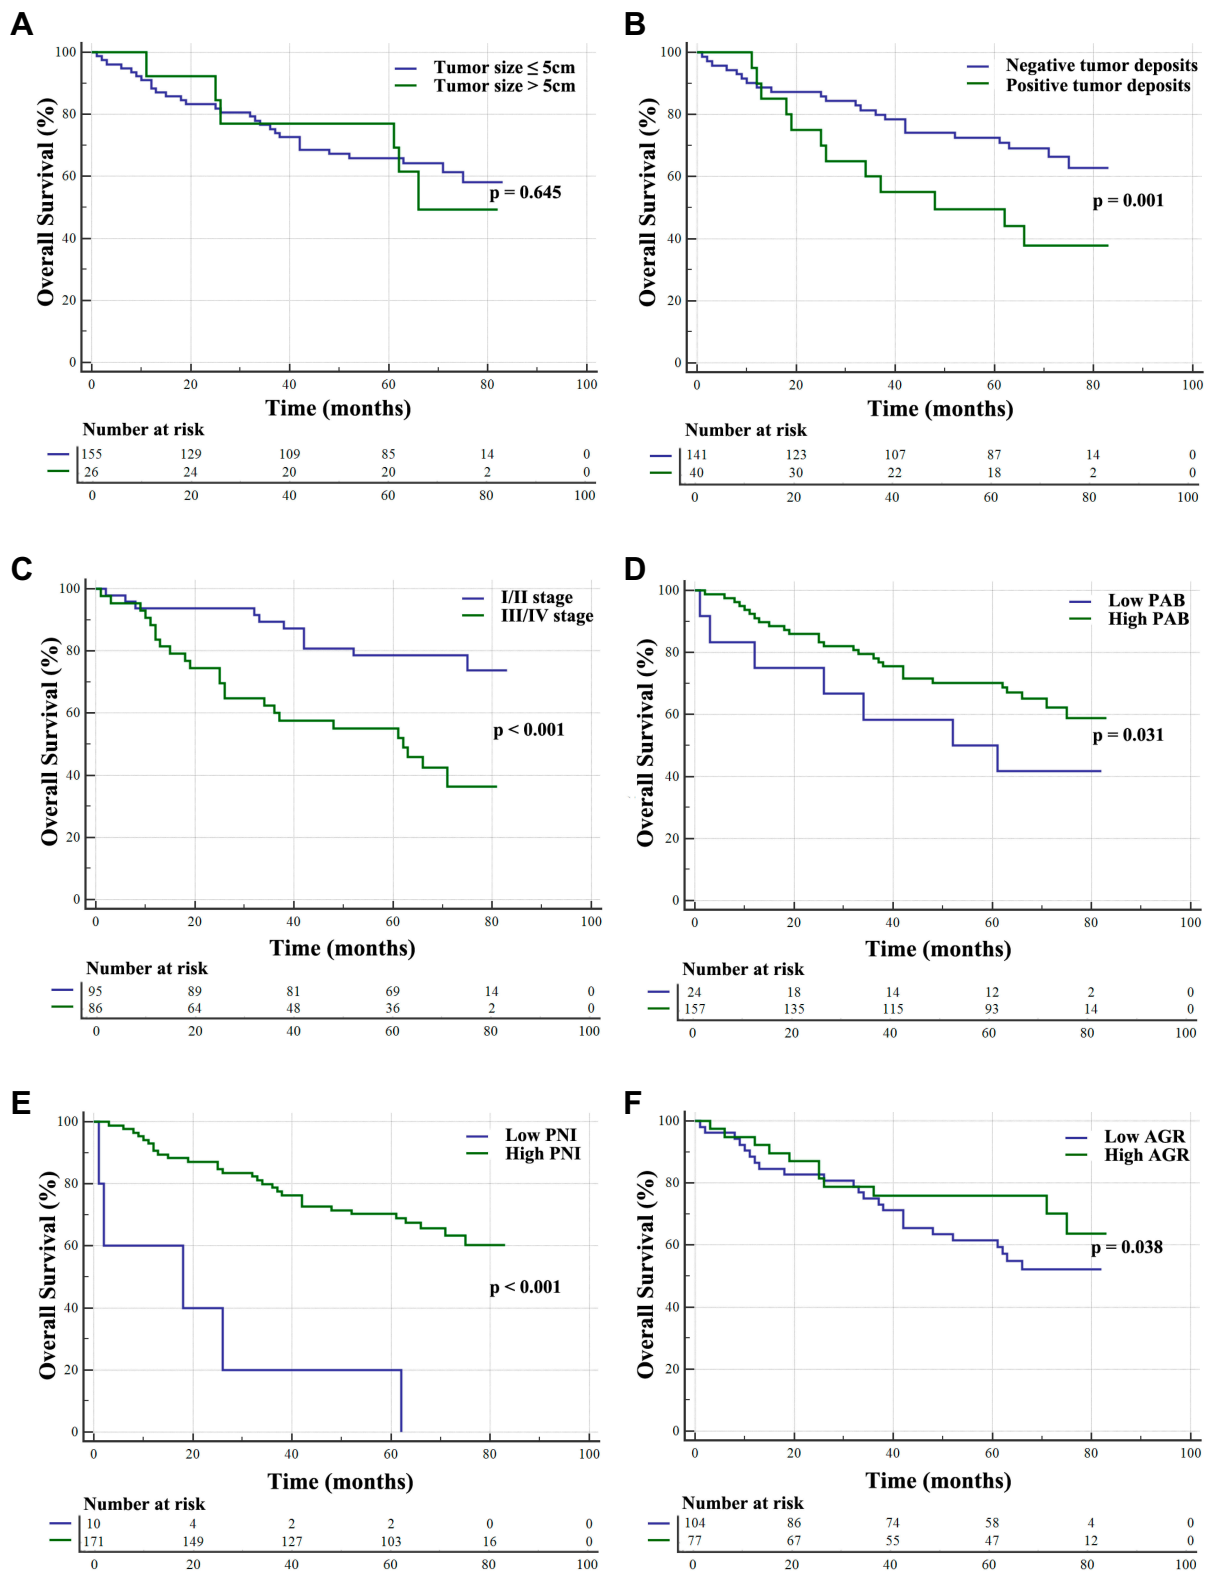 A
Overall Survival (%)
100
80
60
40
20
0
Tumor size ≤ 5cm
Tumor size > 5cm
p = 0.645
0 20 40 60 80 100
Time (months)
Number at risk
155 129 109 85 14 0
26 24 20 20 2 0
0 20 40 60 80 100
B
Overall Survival (%)
100
80
60
40
20
0
Negative tumor deposits
Positive tumor deposits
p = 0.001
0 20 40 60 80 100
Time (months)
Number at risk
141 123 107 87 14 0
40 30 22 18 2 0
0 20 40 60 80 100
C
Overall Survival (%)
100
80
60
40
20
0
I/II stage
III/IV stage
p < 0.001
0 20 40 60 80 100
Time (months)
Number at risk
95 89 81 69 14 0
86 64 48 36 2 0
0 20 40 60 80 100
D
Overall Survival (%)
100
80
60
40
20
0
Low PAB
High PAB
p = 0.031
0 20 40 60 80 100
Time (months)
Number at risk
24 18 14 12 2 0
157 135 115 93 14 0
0 20 40 60 80 100
E
Overall Survival (%)
100
80
60
40
20
0
Low PNI
High PNI
p < 0.001
0 20 40 60 80 100
Time (months)
Number at risk
10 4 2 2 0 0
171 149 127 103 16 0
0 20 40 60 80 100
F
Overall Survival (%)
100
80
60
40
20
0
Low AGR
High AGR
p = 0.038
0 20 40 60 80 100
Time (months)
Number at risk
104 86 74 58 4 0
77 67 55 47 12 0
0 20 40 60 80 100